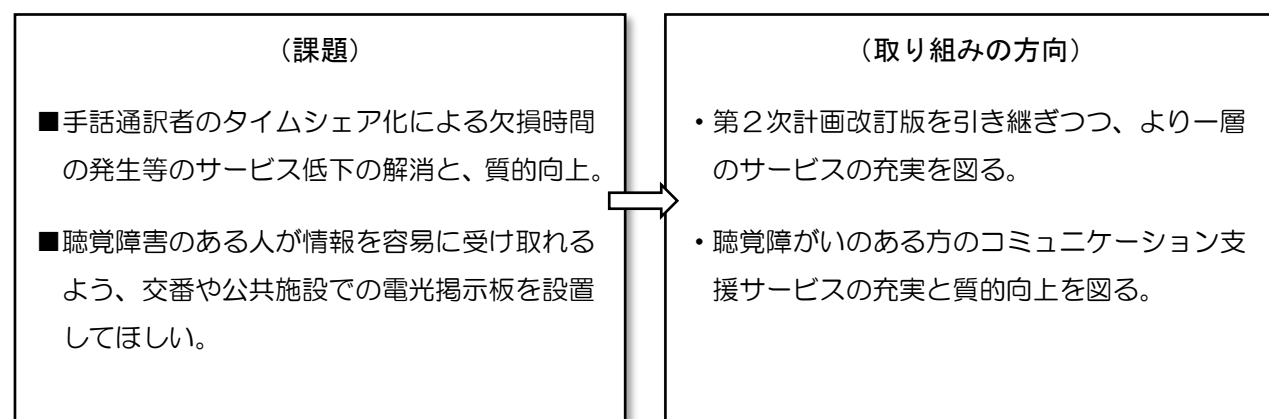 （課題）
■手話通訳者のタイムシェア化による欠損時間
の発生等のサービス低下の解消と、質的向上。
■聴覚障害のある人が情報を容易に受け取れる
よう、交番や公共施設での電光掲示板を設置
してほしい。
（取り組みの方向）
・第２次計画改訂版を引き継ぎつつ、より一層
のサービスの充実を図る。
・聴覚障がいのある方のコミュニケーション支
援サービスの充実と質的向上を図る。